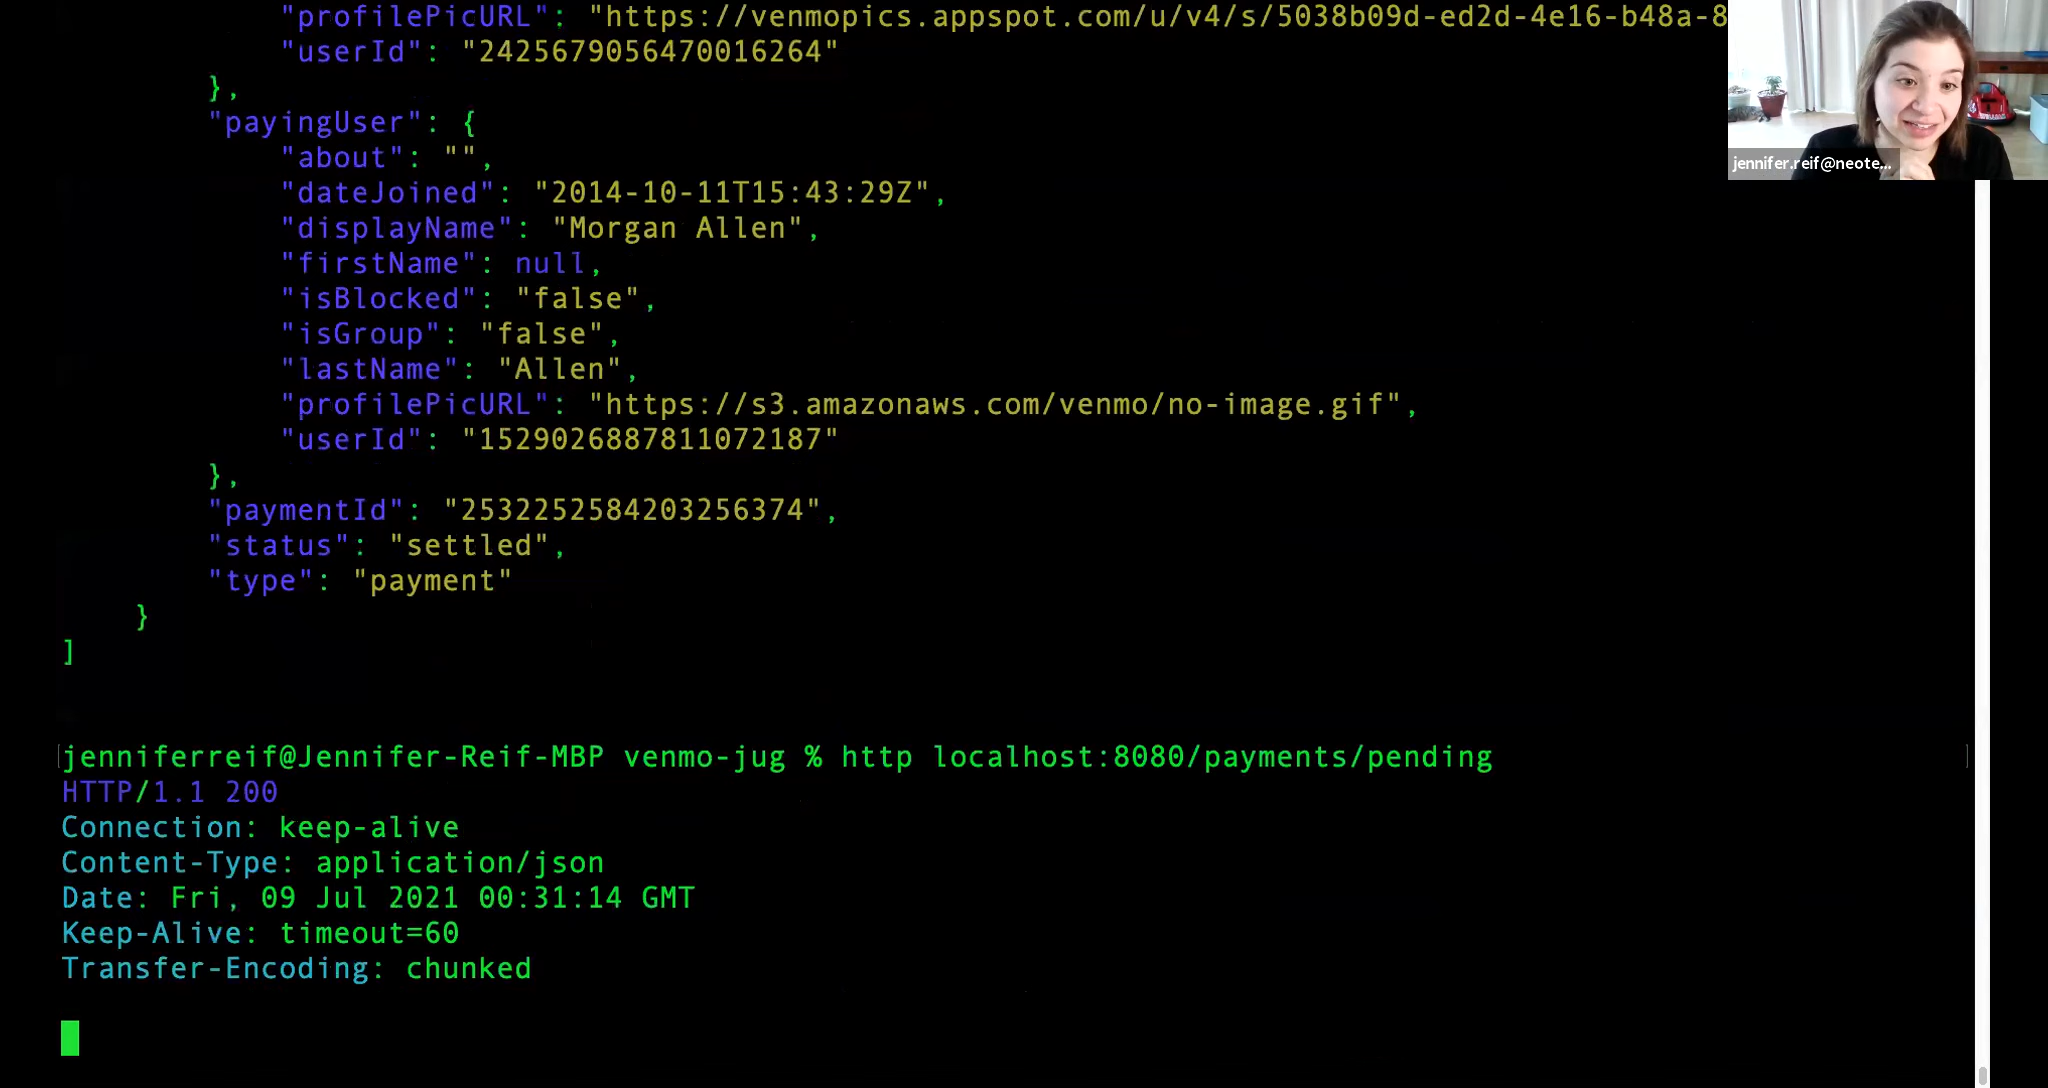 "profilePicURL": "https://venmopics.appspot.com/u/v4/s/5038b09d-ed2d-4e16-b48a-8
"userId": "2425679056470016264"
},
"payingUser": {
"about": "",
"dateJoined": "2014-10-11T15:43:29Z",
"displayName": "Morgan Allen",
"firstName": null,
"isBlocked": "false",
"isGroup": "false",
"lastName": "Allen",
"profilePicURL": "https://s3.amazonaws.com/venmo/no-image.gif",
"userId": "1529026887811072187"
},
"paymentId": "2532252584203256374",
"status": "settled",
"type": "payment"
}
]
jenniferreif@Jennifer-Reif-MBP venmo-jug % http localhost:8080/payments/pending
HTTP/1.1 200
Connection: keep-alive
Content-Type: application/json
Date: Fri, 09 Jul 2021 00:31:14 GMT
Keep-Alive: timeout=60
Transfer-Encoding: chunked
jennifer.reif@neote...